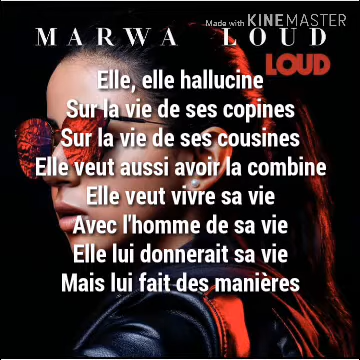 Made with KINEMASTER
MARWA LOUD
LOUD
Elle, elle hallucine
Sur la vie de ses copines
Sur la vie de ses cousines
Elle veut aussi avoir la combine
Elle veut vivre sa vie
Avec l'homme de sa vie
Elle lui donnerait sa vie
Mais lui fait des manières